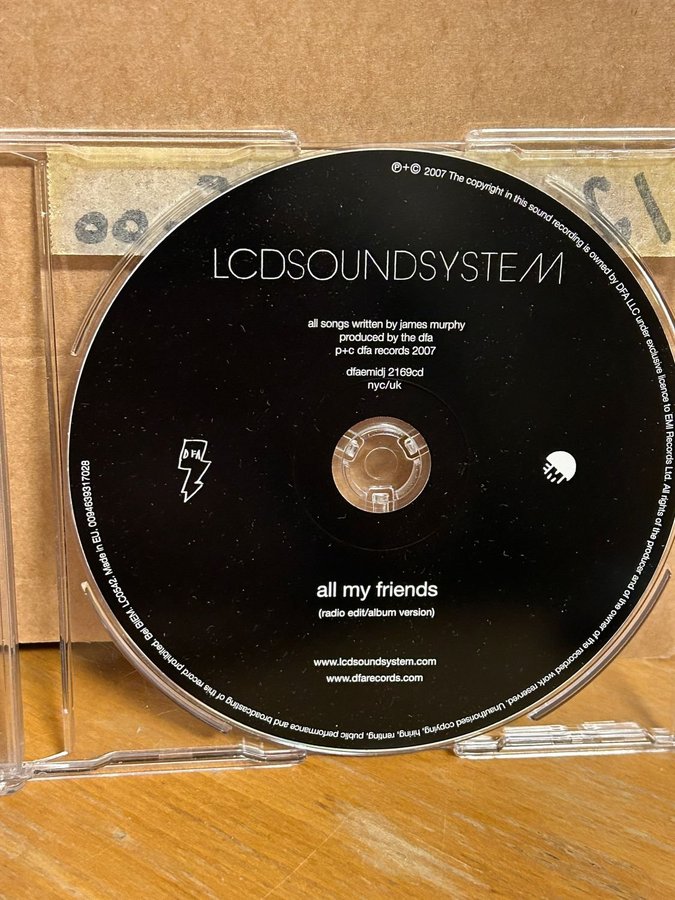 LCDSOUNDSYSTEM
all songs written by james murphy
produced by the dfa
p+c dfa records 2007
dfaemidj 2169cd
nyc/uk
DFA
EMI
all my friends
(radio edit/album version)
www.lcdsoundsystem.com
www.dfarecords.com
℗+© 2007 The copyright in this sound recording is owned by DFA LLC under exclusive licence to EMI Records Ltd. All rights of the producer and of the owner of the recorded work reserved. Unauthorised copying, hiring, renting, public performance and broadcasting of this record prohibited. Bel BIEM. LC0542. Made in EU. 0094639317028